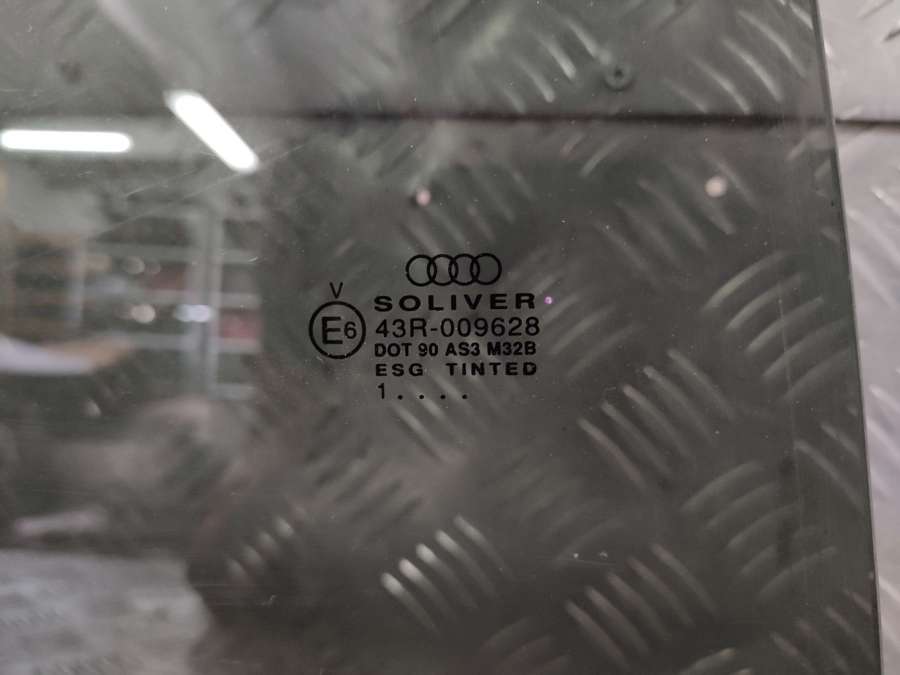 V
SOLIVER
E6 43R-009628
DOT 90 AS3 M32B
ESG TINTED
1....